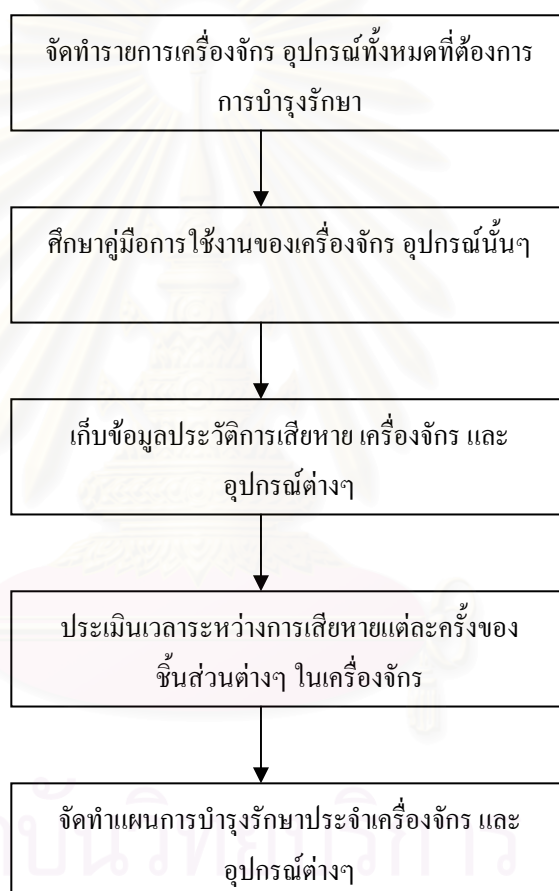 จัดทำรายการเครื่องจักร อุปกรณ์ทั้งหมดที่ต้องการ
การบำรุงรักษา
ศึกษาคู่มือการใช้งานของเครื่องจักร อุปกรณ์นั้นๆ
เก็บข้อมูลประวัติการเสียหาย เครื่องจักร และ
อุปกรณ์ต่างๆ
ประเมินเวลาระหว่างการเสียหายแต่ละครั้งของ
ชิ้นส่วนต่างๆ ในเครื่องจักร
จัดทำแผนการบำรุงรักษาประจำเครื่องจักร และ
อุปกรณ์ต่างๆ